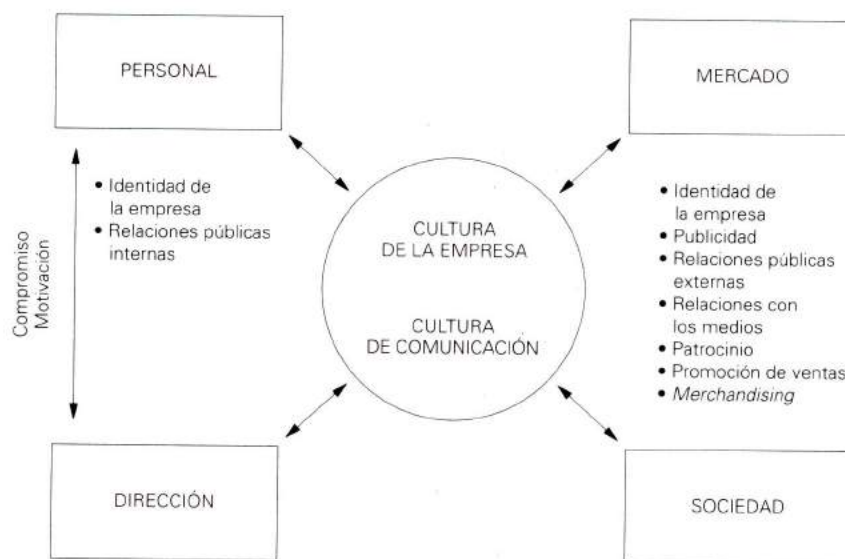 PERSONAL
MERCADO
Compromiso
Motivación
• Identidad de
la empresa
• Relaciones públicas
internas
CULTURA
DE LA EMPRESA
CULTURA
DE COMUNICACIÓN
• Identidad de
la empresa
• Publicidad
• Relaciones públicas
externas
• Relaciones con
los medios
• Patrocinio
• Promoción de ventas
• Merchandising
DIRECCIÓN
SOCIEDAD